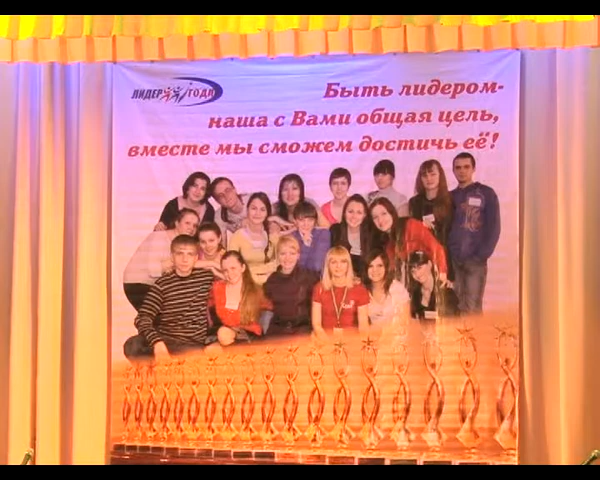 ЛИДЕР ГОДА
Быть лидером-
наша с Вами общая цель,
вместе мы сможем достичь её!